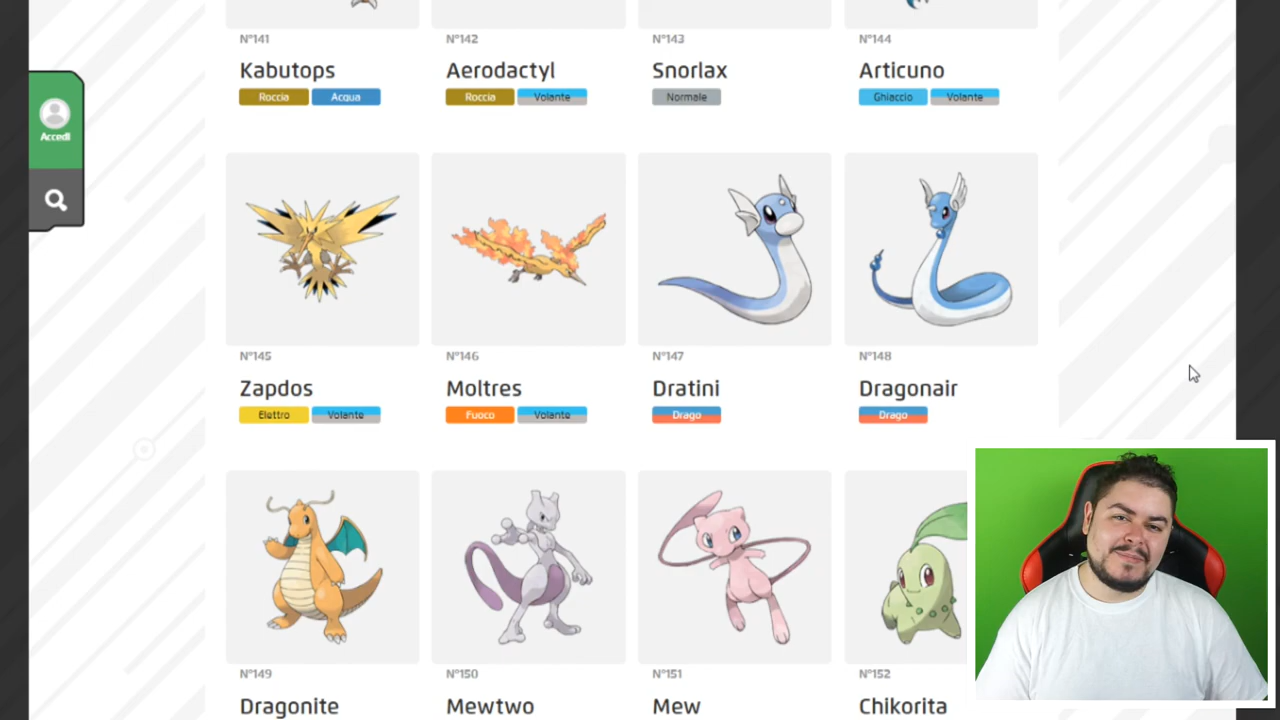 N°141 N°142 N°143 N°144
Kabutops Aerodactyl Snorlax Articuno
Roccia Acqua Roccia Volante Normale Ghiaccio Volante
Accedi
N°145 N°146 N°147 N°148
Zapdos Moltres Dratini Dragonair
Elettro Volante Fuoco Volante Drago Drago
N°149 N°150 N°151 N°152
Dragonite Mewtwo Mew Chikorita